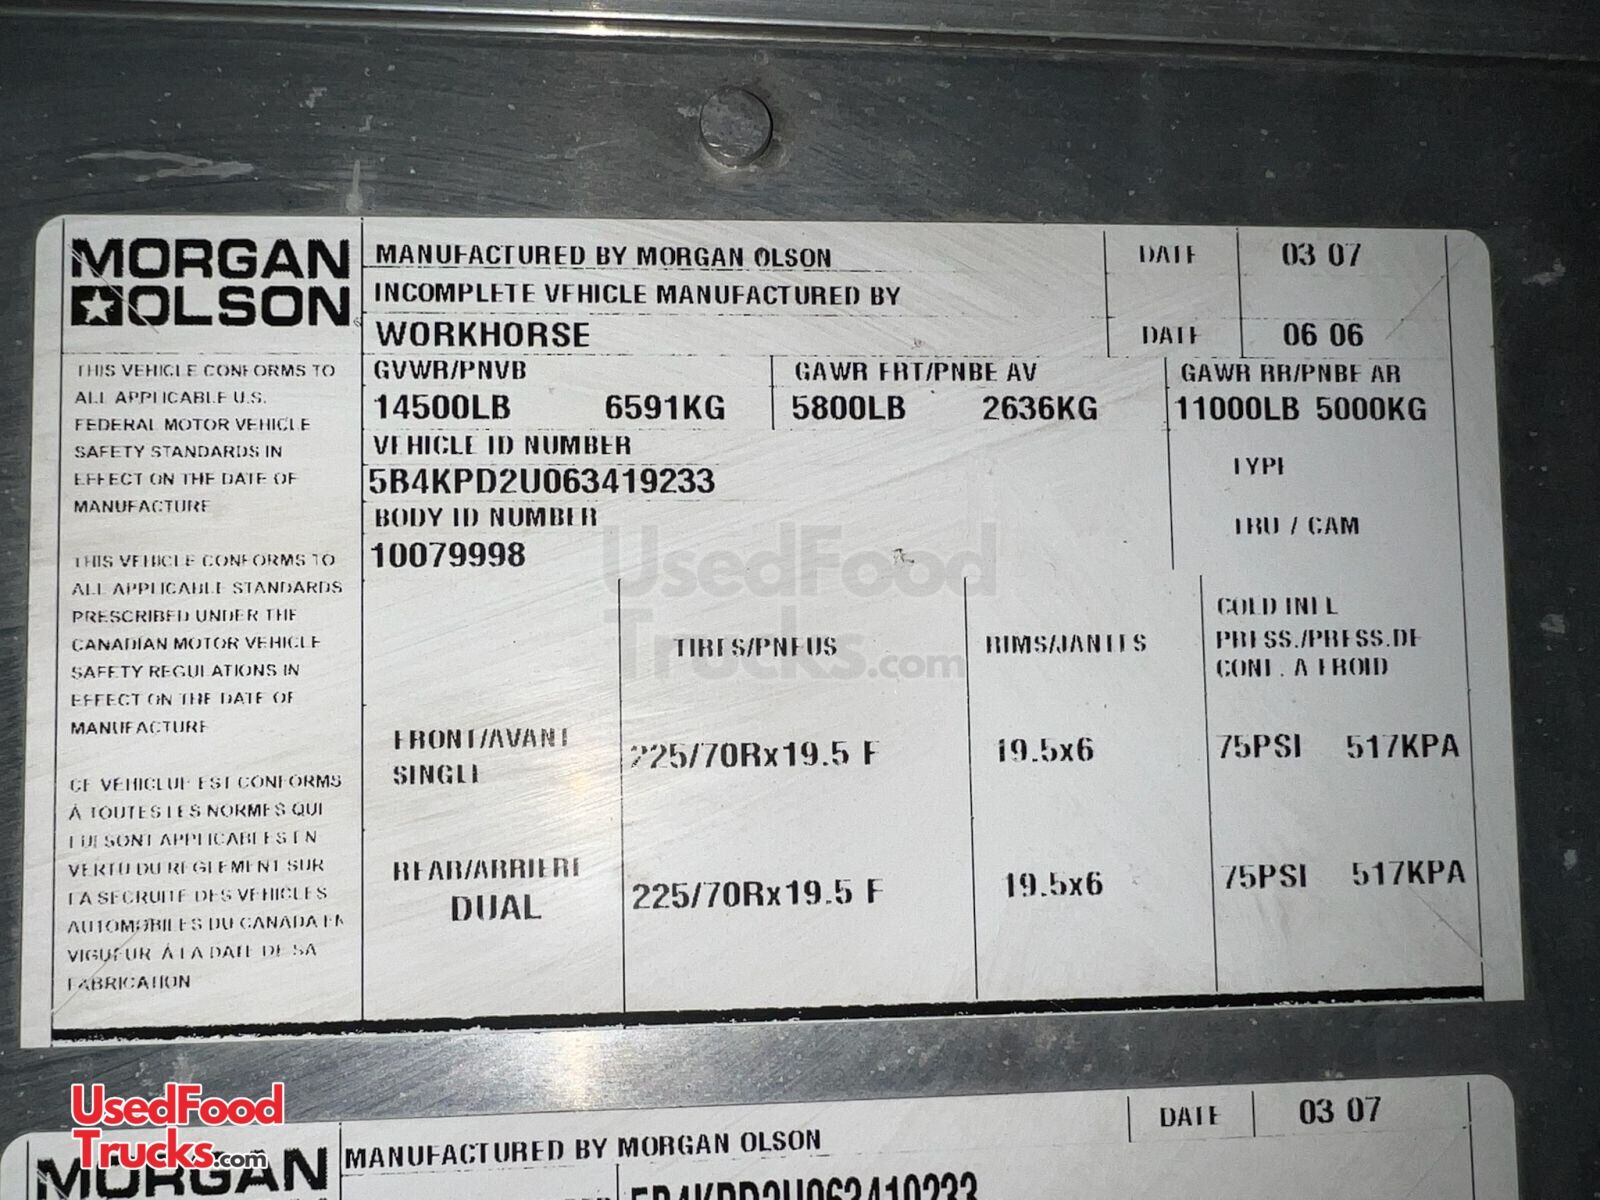 MORGAN
OLSON
MANUFACTURED BY MORGAN OLSON DATE 03 07
INCOMPLETE VEHICLE MANUFACTURED BY
WORKHORSE DATE 06 06
GVWR/PNVB GAWR FRT/PNBE AV GAWR RR/PNBE AR
14500LB 6591KG 5800LB 2636KG 11000LB 5000KG
VEHICLE ID NUMBER
5B4KPD2U063419233
BODY ID NUMBER
10079998
TYPE
TRU / CAM
THIS VEHICLE CONFORMS TO
ALL APPLICABLE U.S.
FEDERAL MOTOR VEHICLE
SAFETY STANDARDS IN
EFFECT ON THE DATE OF
MANUFACTURE
THIS VEHICLE CONFORMS TO
ALL APPLICABLE STANDARDS
PRESCRIBED UNDER THE
CANADIAN MOTOR VEHICLE
SAFETY REGULATIONS IN
EFFECT ON THE DATE OF
MANUFACTURE
CE VEHICLUE EST CONFORMS
À TOUTES LES NORMES QUI
LUI SONT APPLICABLES EN
VERTU DU REGLEMENT SUR
LA SECRUITE DES VEHICLES
AUTOMOBILES DU CANADA EN
VIGUEUR À LA DATE DE SA
FABRICATION
TIRES/PNEUS RIMS/JANTES
COLD INFL
PRESS./PRESS.DE
CONF. A FROID
FRONT/AVANT
SINGLE
225/70Rx19.5 F 19.5x6 75PSI 517KPA
REAR/ARRIERE
DUAL
225/70Rx19.5 F 19.5x6 75PSI 517KPA
UsedFood
Trucks.com
UsedFood
Trucks.com
MORGAN
MANUFACTURED BY MORGAN OLSON DATE 03 07
5B4KPD2U063419233